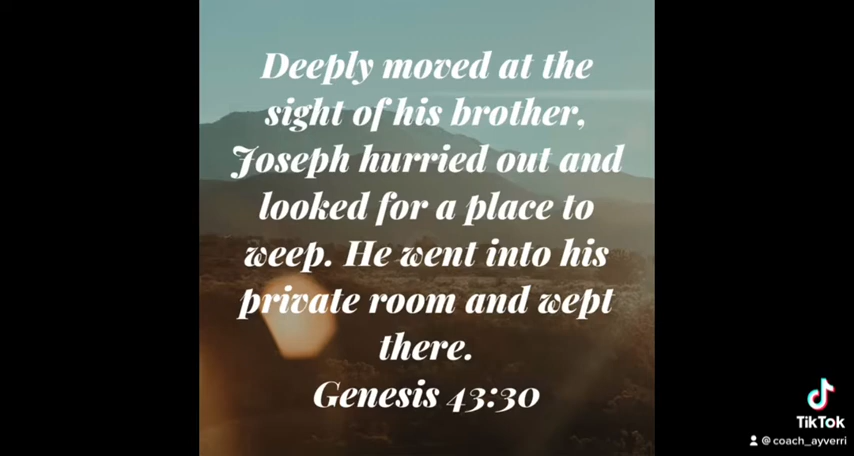 Deeply moved at the
sight of his brother,
Joseph hurried out and
looked for a place to
weep. He went into his
private room and wept
there.
Genesis 43:30
TikTok
@coach_ayverri